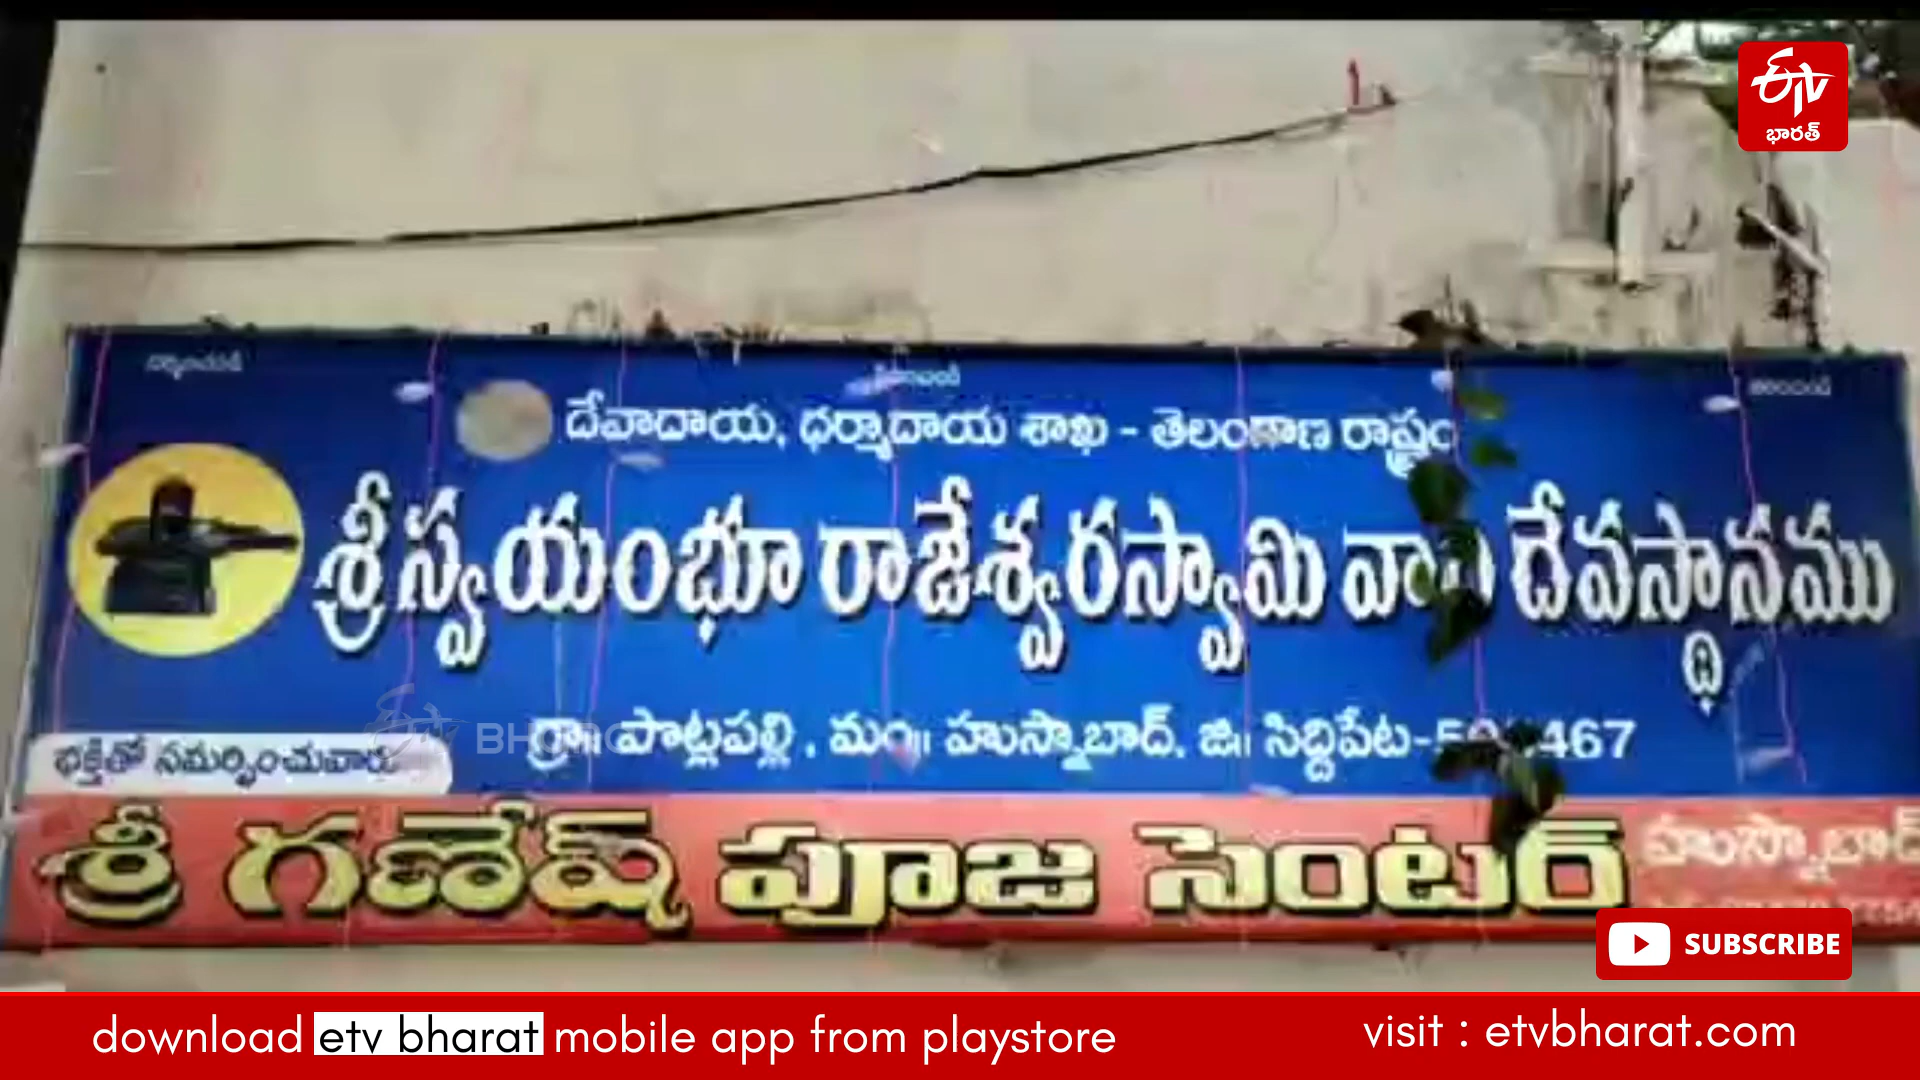 ETV
భారత్
దేవాదాయ, ధర్మాదాయ శాఖ - తెలంగాణ రాష్ట్రం
శ్రీ స్వయంభూ రాజేశ్వరస్వామి వారి దేవస్థానము
గ్రా॥ పొట్లపల్లి, మం॥ హుస్నాబాద్, జి॥ సిద్దిపేట-
భక్తితో సమర్పించువారు
శ్రీ గణేష్ పూజ సెంటర్ హుస్నాబాద్
SUBSCRIBE
download etv bharat mobile app from playstore
visit : etvbharat.com